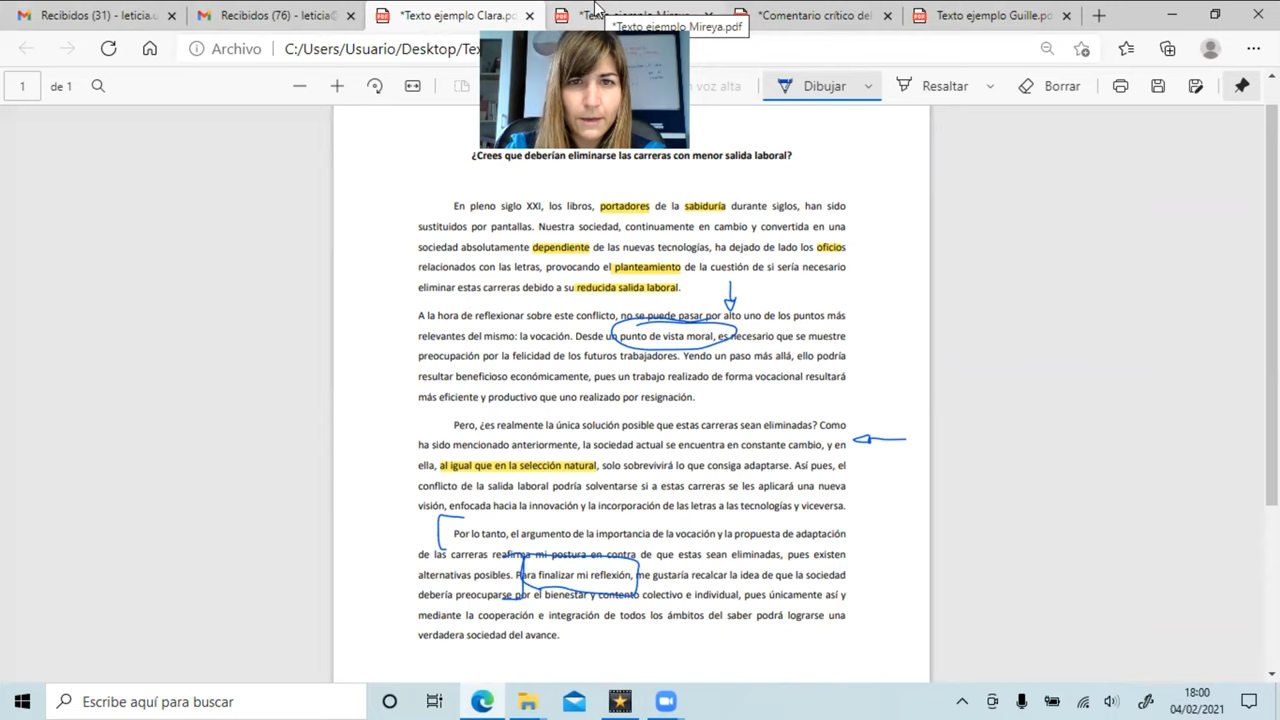 Recibidos (31) leticia.u
Recibidos (76) - leticia@
*Texto ejemplo Clara.pdf
*Texto ejemplo Mireya.
*Comentario crítico del
Texto ejemplo Guille.p
*Texto ejemplo Mireya.pdf
Archivo
C:/Users/Usuario/Desktop/Te
1
de 1
voz alta
Dibujar
Resaltar
Borrar
¿Crees que deberían eliminarse las carreras con menor salida laboral?
En pleno siglo XXI, los libros, portadores de la sabiduría durante siglos, han sido
sustituidos por pantallas. Nuestra sociedad, continuamente en cambio y convertida en una
sociedad absolutamente dependiente de las nuevas tecnologías, ha dejado de lado los oficios
relacionados con las letras, provocando el planteamiento de la cuestión de si sería necesario
eliminar estas carreras debido a su reducida salida laboral.
A la hora de reflexionar sobre este conflicto, no se puede pasar por alto uno de los puntos más
relevantes del mismo: la vocación. Desde un punto de vista moral, es necesario que se muestre
preocupación por la felicidad de los futuros trabajadores. Yendo un paso más allá, ello podría
resultar beneficioso económicamente, pues un trabajo realizado de forma vocacional resultará
más eficiente y productivo que uno realizado por resignación.
Pero, ¿es realmente la única solución posible que estas carreras sean eliminadas? Como
ha sido mencionado anteriormente, la sociedad actual se encuentra en constante cambio, y en
ella, al igual que en la selección natural, solo sobrevivirá lo que consiga adaptarse. Así pues, el
conflicto de la salida laboral podría solventarse si a estas carreras se les aplicará una nueva
visión, enfocada hacia la innovación y la incorporación de las letras a las tecnologías y viceversa.
Por lo tanto, el argumento de la importancia de la vocación y la propuesta de adaptación
de las carreras reafirma mi postura en contra de que estas sean eliminadas, pues existen
alternativas posibles. Para finalizar mi reflexión, me gustaría recalcar la idea de que la sociedad
debería preocuparse por el bienestar y contento colectivo e individual, pues únicamente así y
mediante la cooperación e integración de todos los ámbitos del saber podrá lograrse una
verdadera sociedad del avance.
Escribe aquí para buscar
18:00
04/02/2021